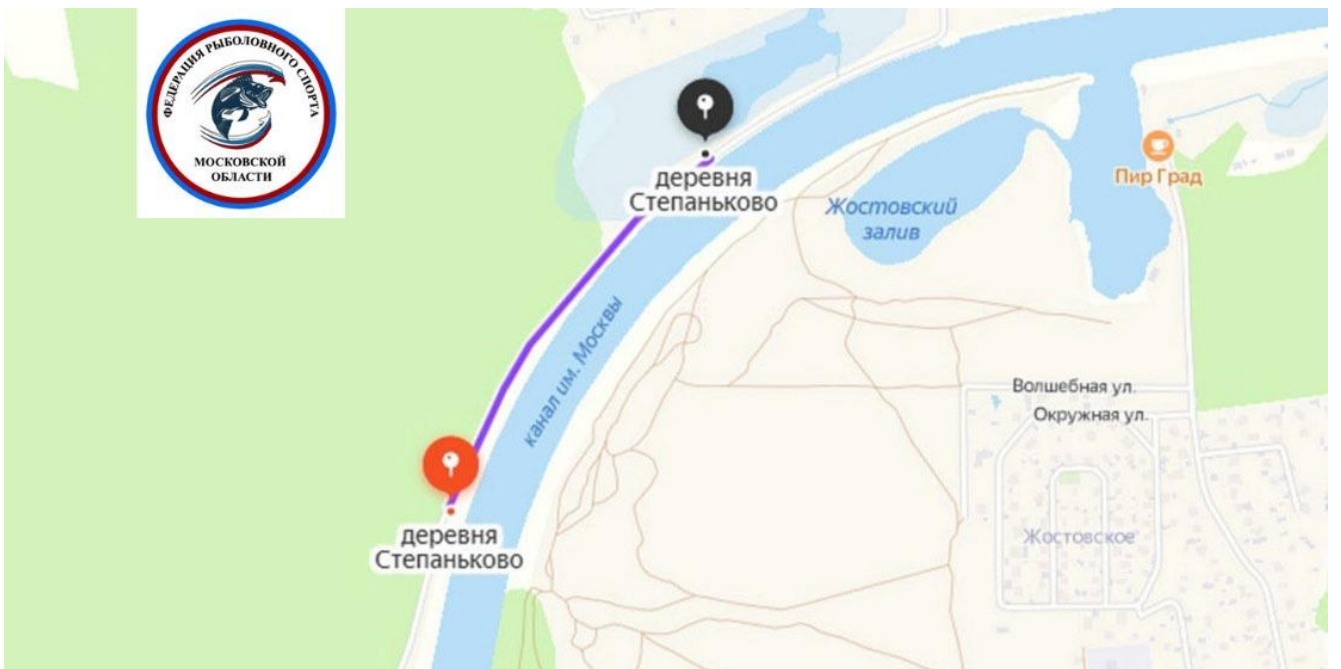 ФЕДЕРАЦИЯ РЫБОЛОВНОГО СПОРТА
МОСКОВСКОЙ
ОБЛАСТИ
деревня
Степаньково
Жостовский
залив
Пир Град
канал им. Москвы
Волшебная ул.
Окружная ул.
деревня
Степаньково
Жостовское